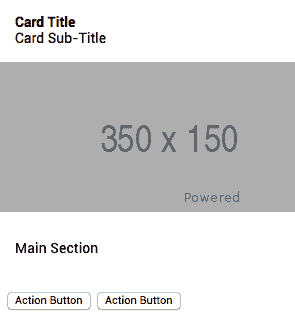 Card Title
Card Sub-Title
350 x 150
Powered
Main Section
Action Button Action Button